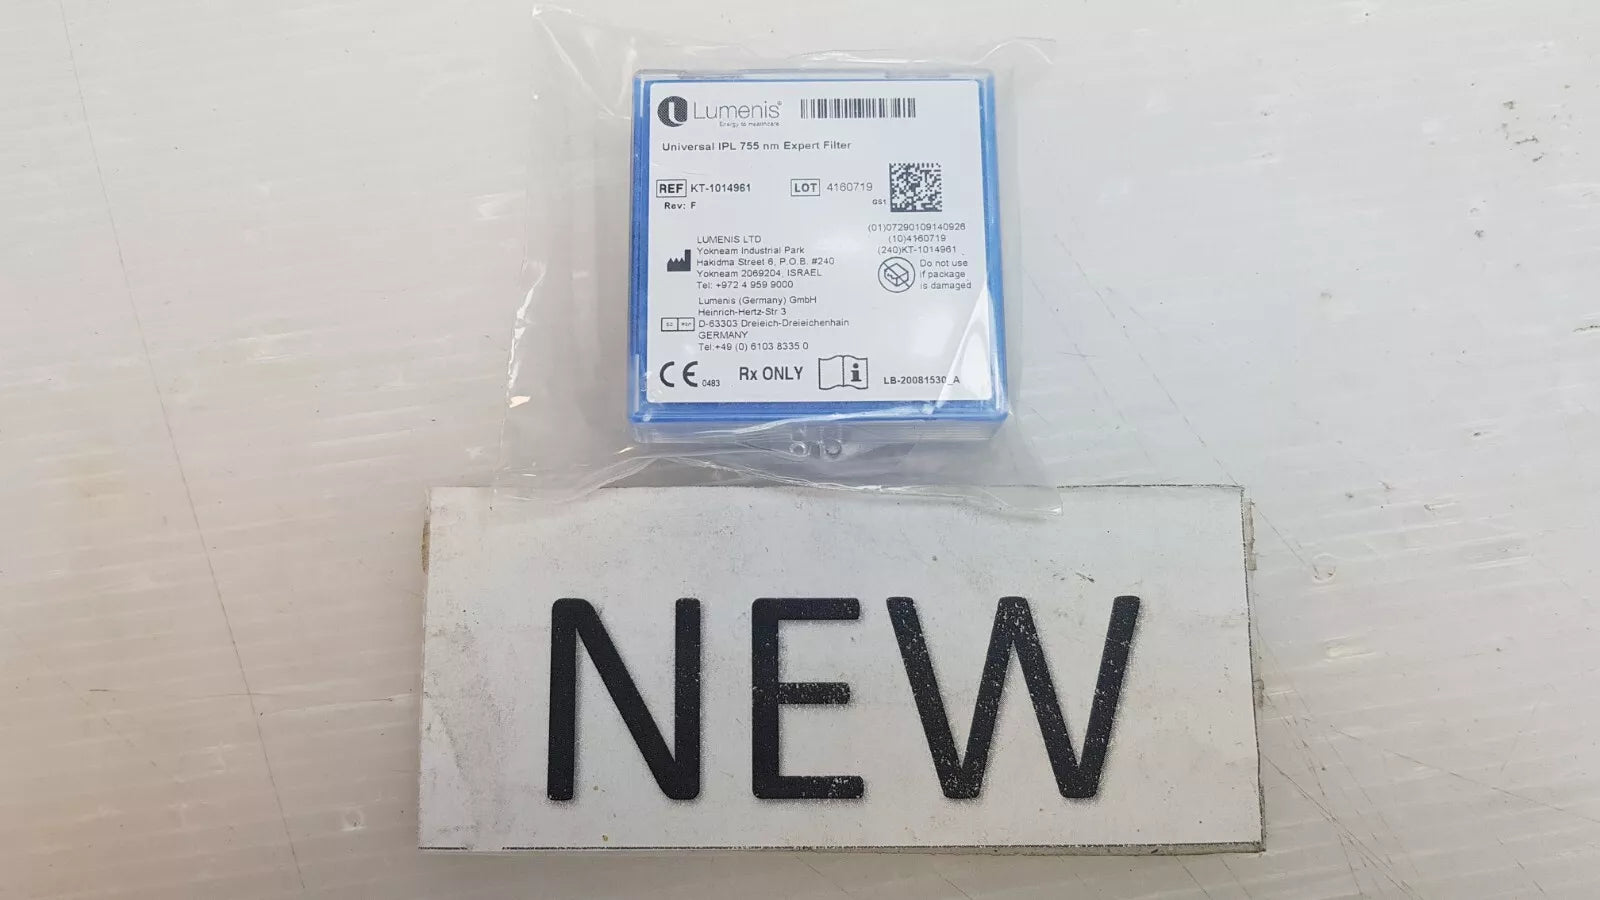 Lumenis®
Energy to Healthcare
Universal IPL 755 nm Expert Filter
REF KT-1014961
LOT 4160719
Rev: F
GS1
(01)07290109140926
(10)4160719
(240)KT-1014961
LUMENIS LTD
Yokneam Industrial Park
Hakidma Street 6, P.O.B. #240
Yokneam 2069204, ISRAEL
Tel: +972 4 959 9000
Do not use
if package
is damaged
Lumenis (Germany) GmbH
Heinrich-Hertz-Str 3
D-63303 Dreieich-Dreieichenhain
GERMANY
Tel:+49 (0) 6103 8335 0
EC REP
CE 0483
Rx ONLY
i
LB-20081530_A
NEW